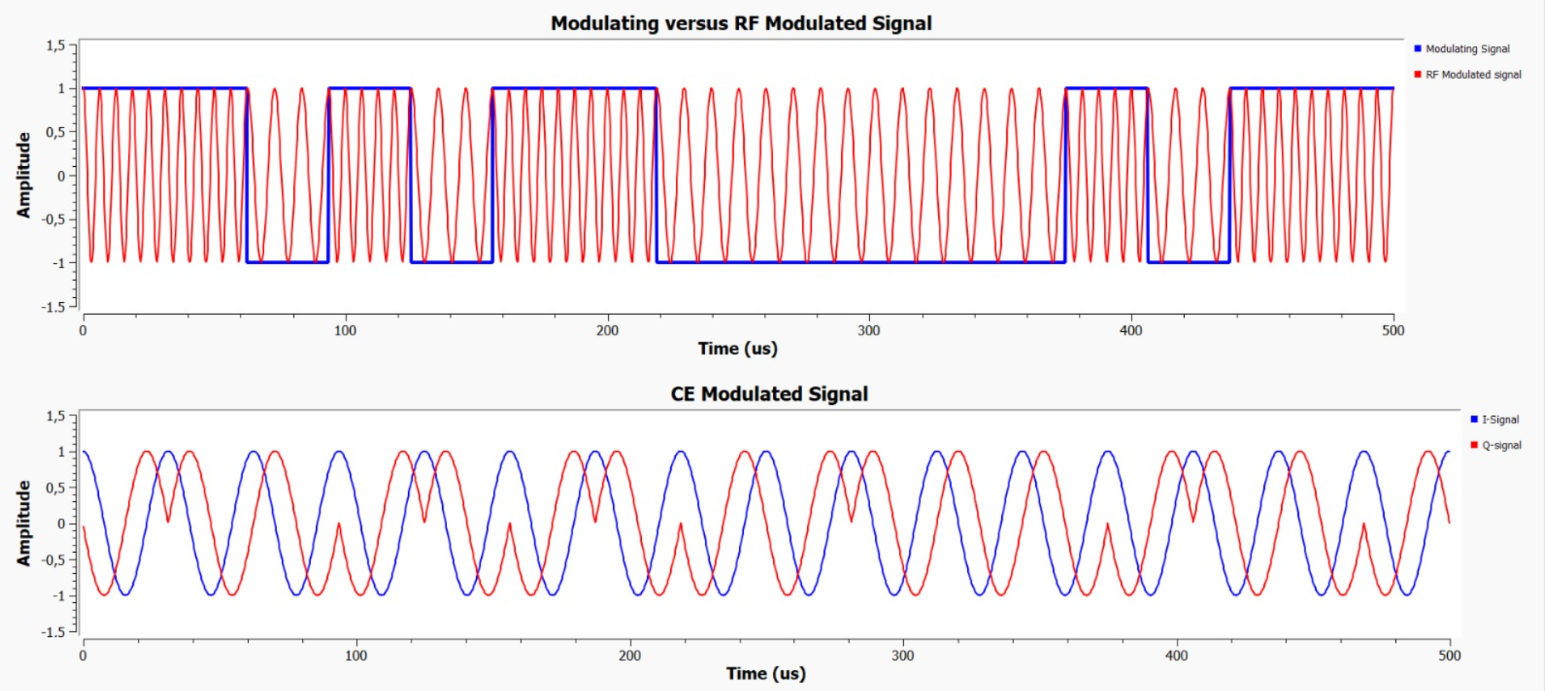 Modulating versus RF Modulated Signal
1,5
1
0,5
0
-0,5
-1
-1.5
Amplitude
0 100 200 300 400 500
Time (us)
Modulating Signal
RF Modulated signal
CE Modulated Signal
1,5
1
0,5
0
-0,5
-1
-1.5
Amplitude
0 100 200 300 400 500
Time (us)
I-Signal
Q-signal